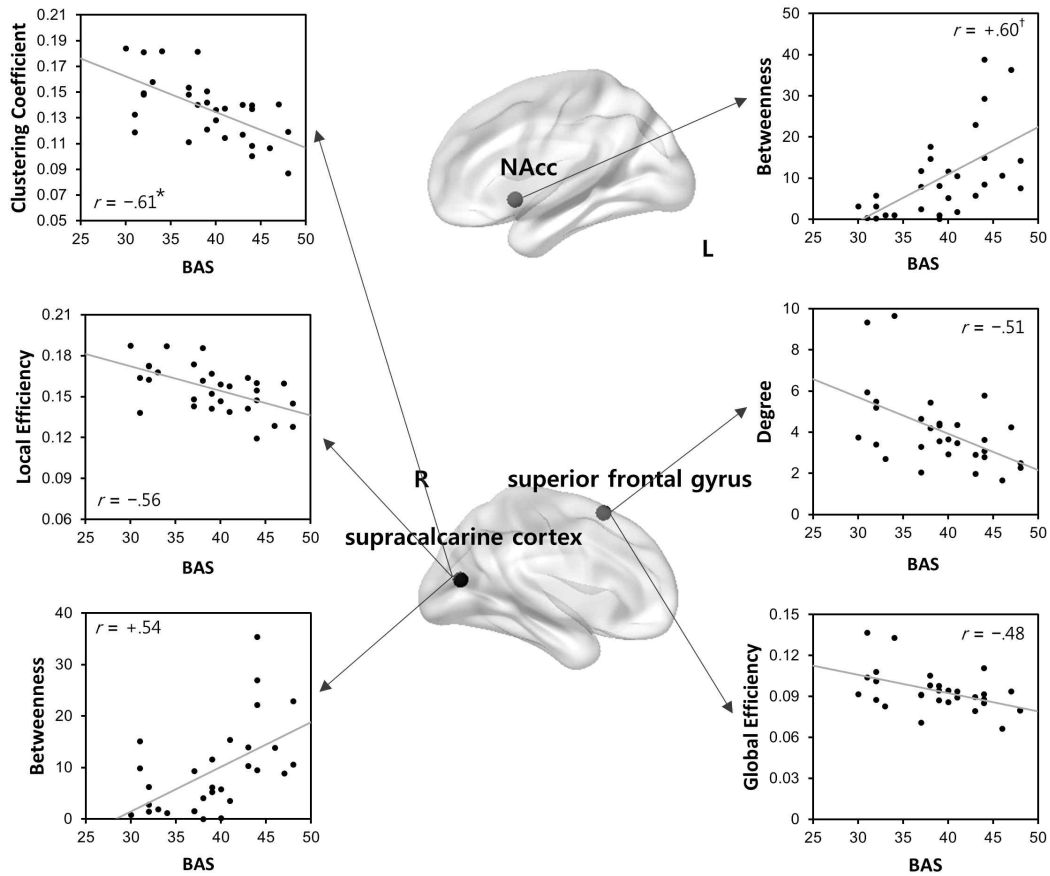 Clustering Coefficient
0.21
0.19
0.17
0.15
0.13
0.11
0.09
0.07
0.05
r = −.61*
25 30 35 40 45 50
BAS
NAcc
L
Betweenness
50
40
30
20
10
0
r = +.60†
25 30 35 40 45 50
BAS
Local Efficiency
0.21
0.18
0.15
0.12
0.09
0.06
r = −.56
25 30 35 40 45 50
BAS
R
superior frontal gyrus
supracalcarine cortex
Degree
10
8
6
4
2
0
r = −.51
25 30 35 40 45 50
BAS
Betweenness
40
30
20
10
0
r = +.54
25 30 35 40 45 50
BAS
Global Efficiency
0.15
0.12
0.09
0.06
0.03
0
r = −.48
25 30 35 40 45 50
BAS